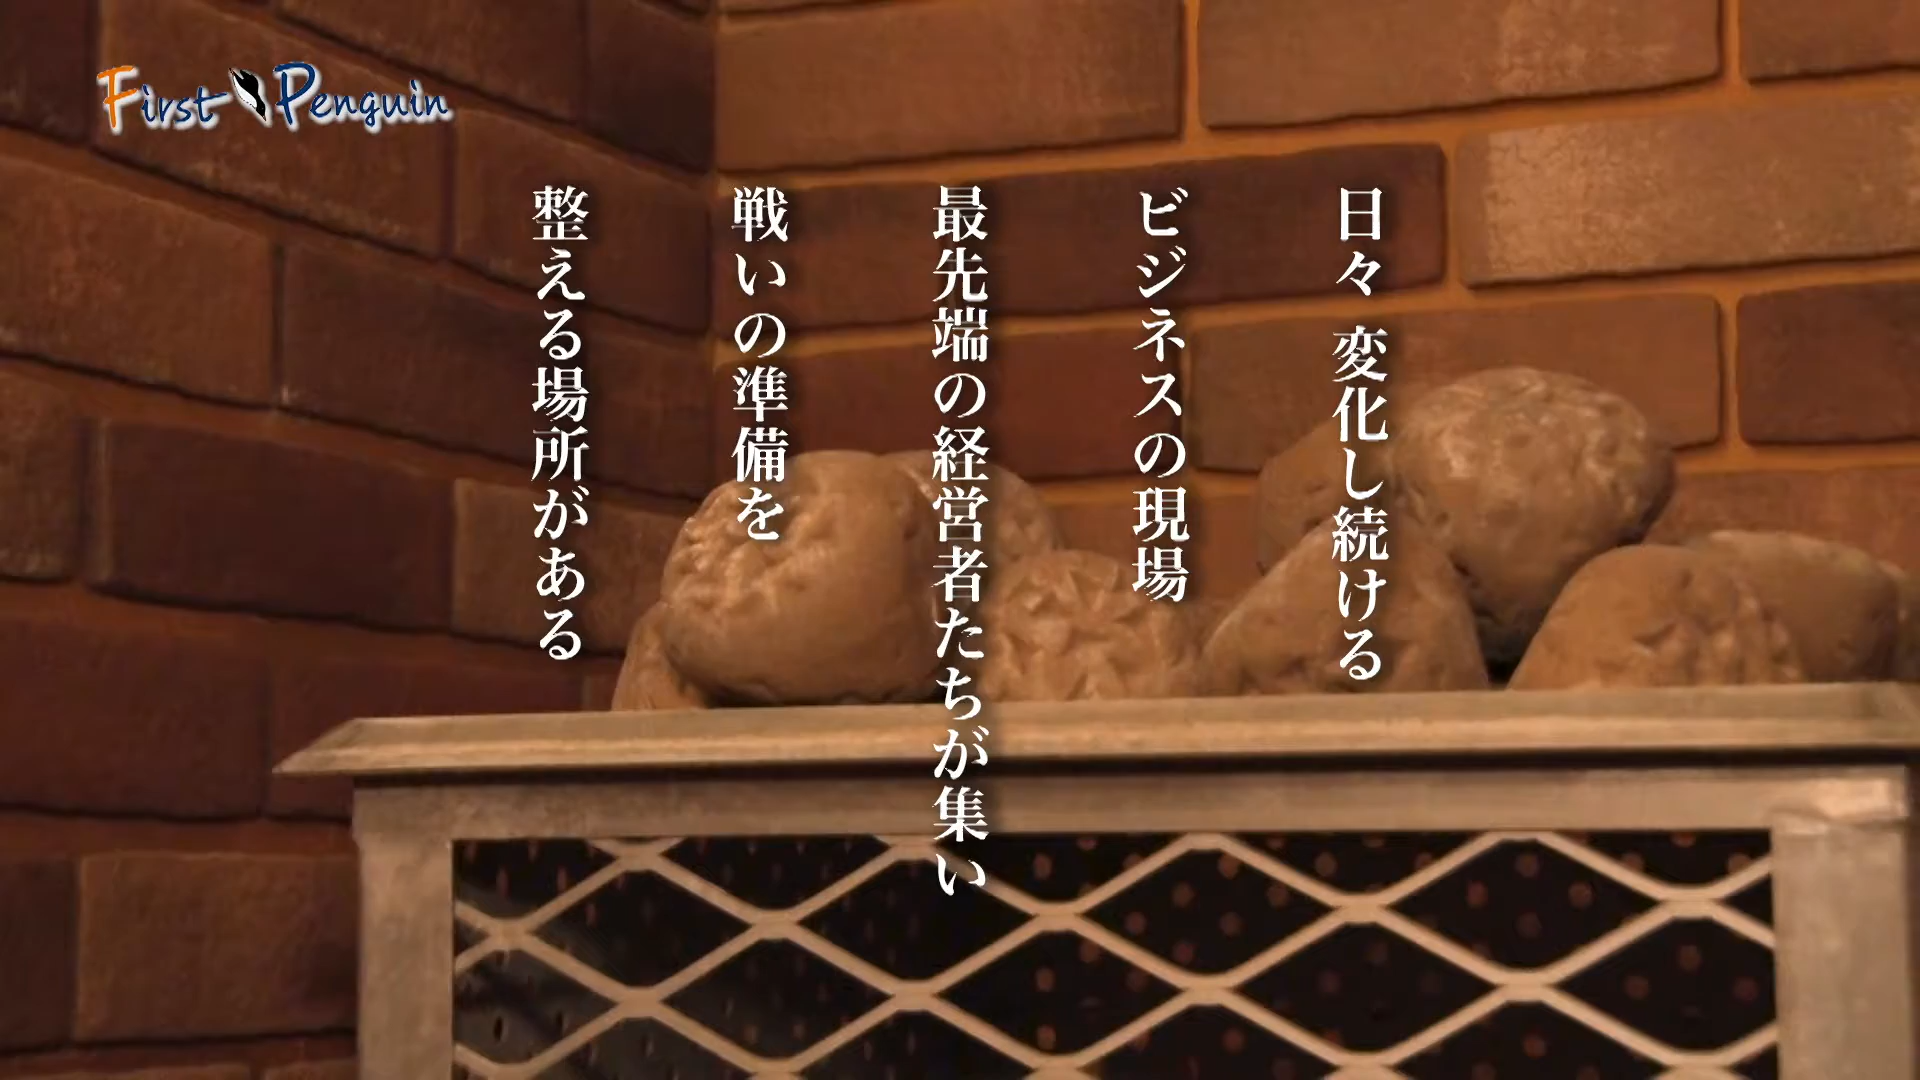 First Penguin
日々 変化し続ける
ビジネスの現場
最先端の経営者たちが集い
戦いの準備を
整える場所がある